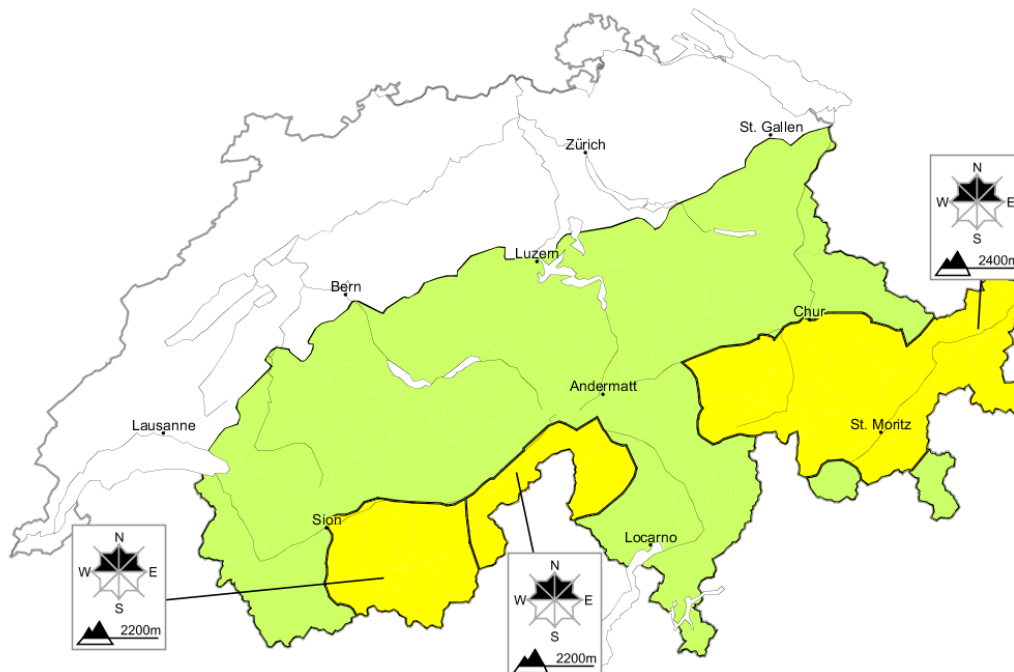 St. Gallen
Zürich
N
W E
S
2400m
Luzern
Bern
Chur
Andermatt
Lausanne
St. Moritz
Sion
Locarno
N
W E
S
2200m
N
W E
S
2200m